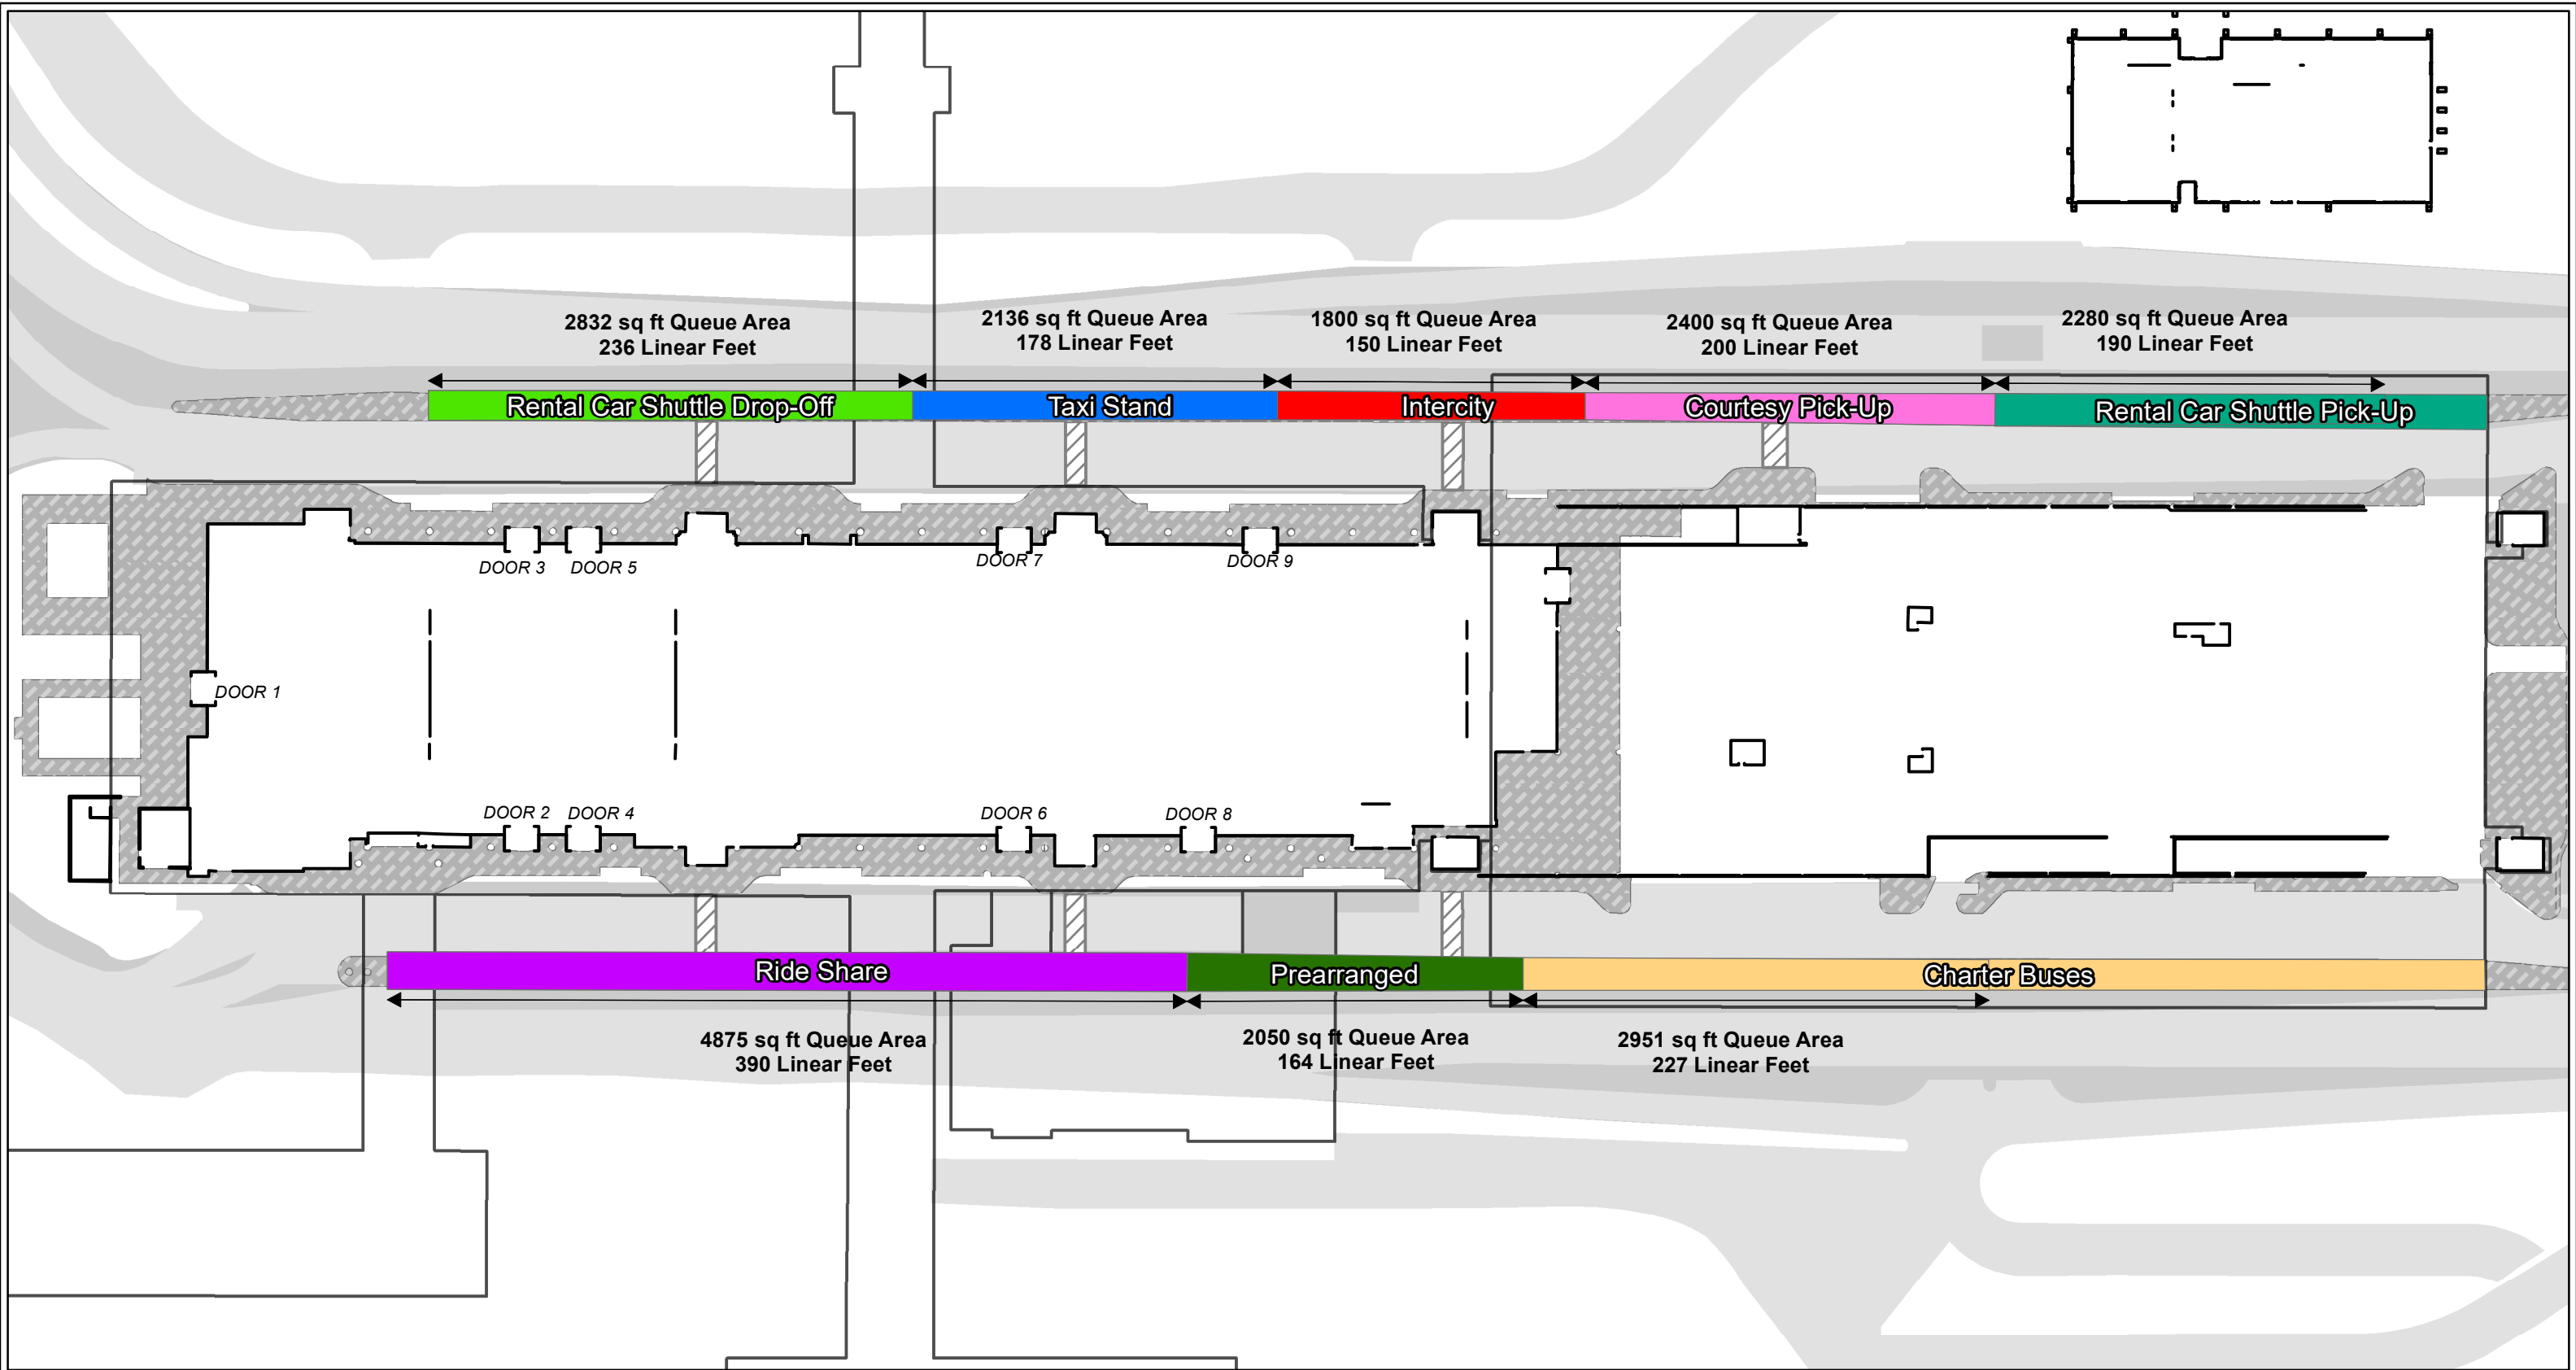 2832 sq ft Queue Area
236 Linear Feet
2136 sq ft Queue Area
178 Linear Feet
1800 sq ft Queue Area
150 Linear Feet
2400 sq ft Queue Area
200 Linear Feet
2280 sq ft Queue Area
190 Linear Feet
Rental Car Shuttle Drop-Off
Taxi Stand
Intercity
Courtesy Pick-Up
Rental Car Shuttle Pick-Up
DOOR 3
DOOR 5
DOOR 7
DOOR 9
DOOR 1
DOOR 2
DOOR 4
DOOR 6
DOOR 8
Ride Share
Prearranged
Charter Buses
4875 sq ft Queue Area
390 Linear Feet
2050 sq ft Queue Area
164 Linear Feet
2951 sq ft Queue Area
227 Linear Feet